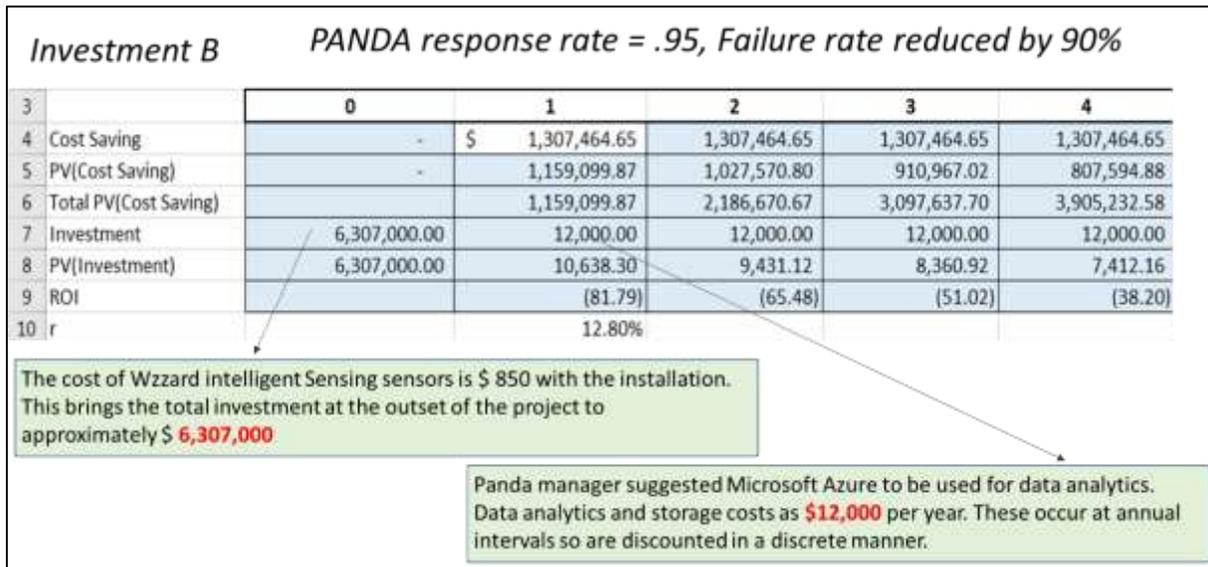 Investment B
PANDA response rate = .95, Failure rate reduced by 90%
3 0 1 2 3 4
4 Cost Saving - $ 1,307,464.65 1,307,464.65 1,307,464.65 1,307,464.65
5 PV(Cost Saving) - 1,159,099.87 1,027,570.80 910,967.02 807,594.88
6 Total PV(Cost Saving) 1,159,099.87 2,186,670.67 3,097,637.70 3,905,232.58
7 Investment 6,307,000.00 12,000.00 12,000.00 12,000.00 12,000.00
8 PV(Investment) 6,307,000.00 10,638.30 9,431.12 8,360.92 7,412.16
9 ROI (81.79) (65.48) (51.02) (38.20)
10 r 12.80%
The cost of Wzzard intelligent Sensing sensors is $ 850 with the installation.
This brings the total investment at the outset of the project to
approximately $ 6,307,000
Panda manager suggested Microsoft Azure to be used for data analytics.
Data analytics and storage costs as $12,000 per year. These occur at annual
intervals so are discounted in a discrete manner.